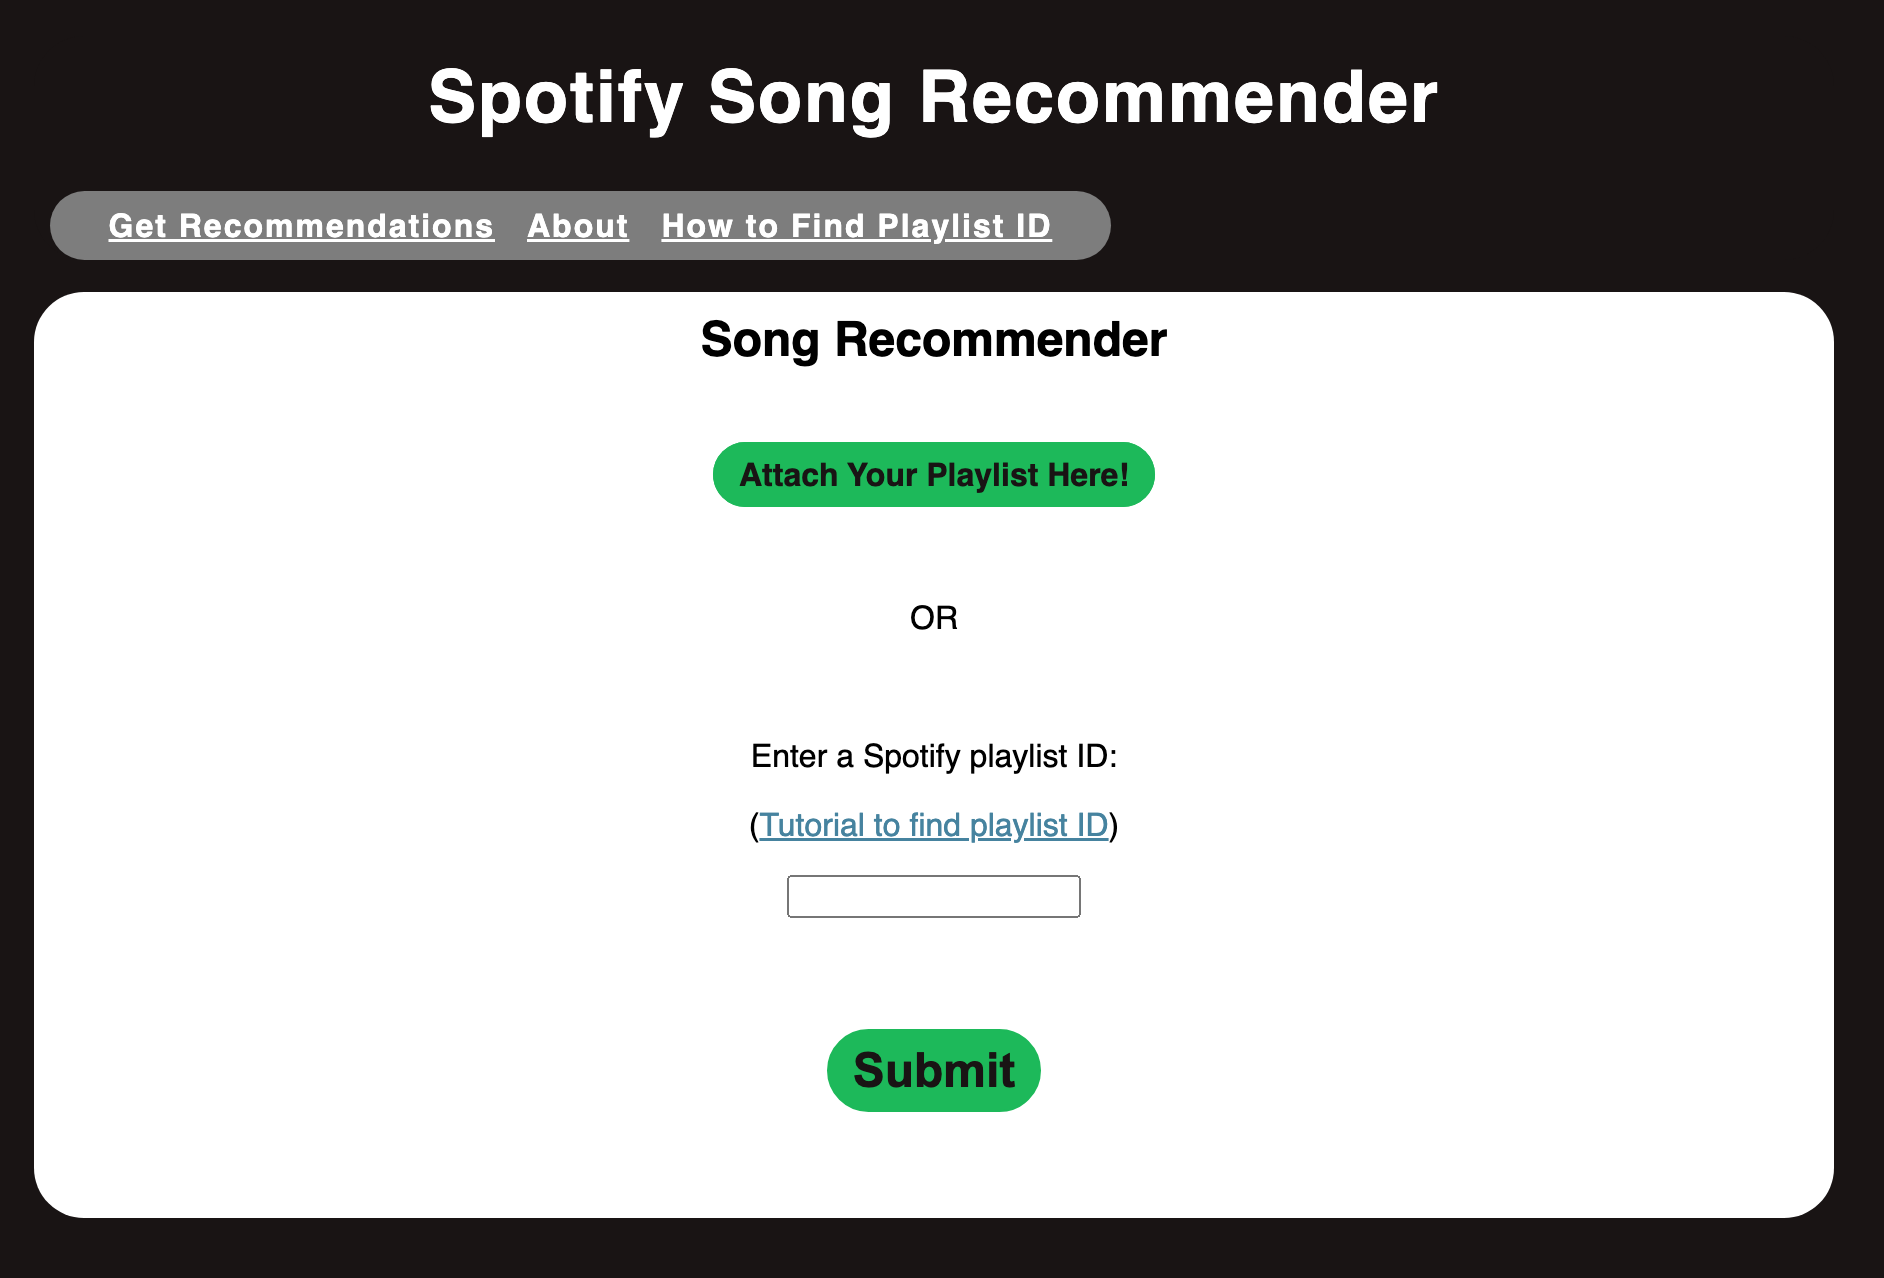 Spotify Song Recommender
Get Recommendations About How to Find Playlist ID
Song Recommender
Attach Your Playlist Here!
OR
Enter a Spotify playlist ID:
(Tutorial to find playlist ID)
Submit